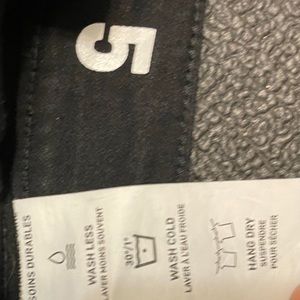 5
SOINS DURABLES
WASH LESS
LAVER MOINS SOUVENT
30°/1
WASH COLD
LAVER À L'EAU FROIDE
HANG DRY
SUSPENDRE
POUR SÉCHER